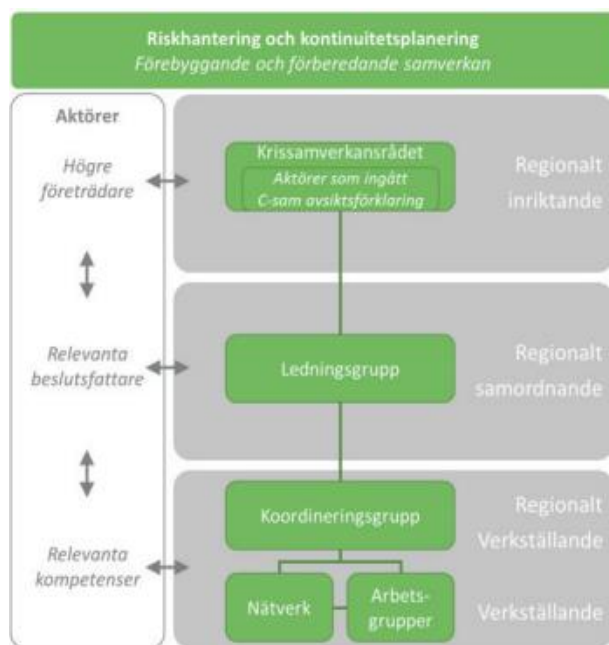 Riskhantering och kontinuitetsplanering
Förebyggande och förberedande samverkan
Aktörer
Högre
företrädare
Krissamverkansrådet
Aktörer som ingått
C-sam avsiktsförklaring
Regionalt
inriktande
Relevanta
beslutsfattare
Ledningsgrupp
Regionalt
samordnande
Relevanta
kompetenser
Koordineringsgrupp
Regionalt
Verkställande
Nätverk
Arbets-
grupper
Verkställande